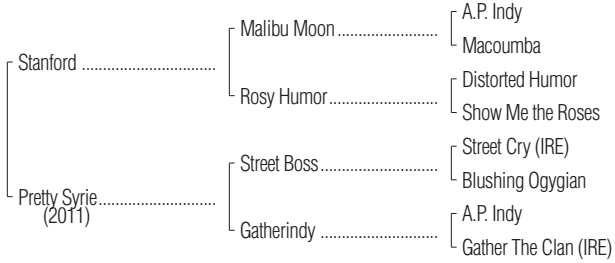 A.P. Indy
Malibu Moon
Macoumba
Stanford
Distorted Humor
Rosy Humor
Show Me the Roses
Street Cry (IRE)
Street Boss
Blushing Ogygian
Pretty Syrie
(2011)
A.P. Indy
Gatherindy
Gather The Clan (IRE)